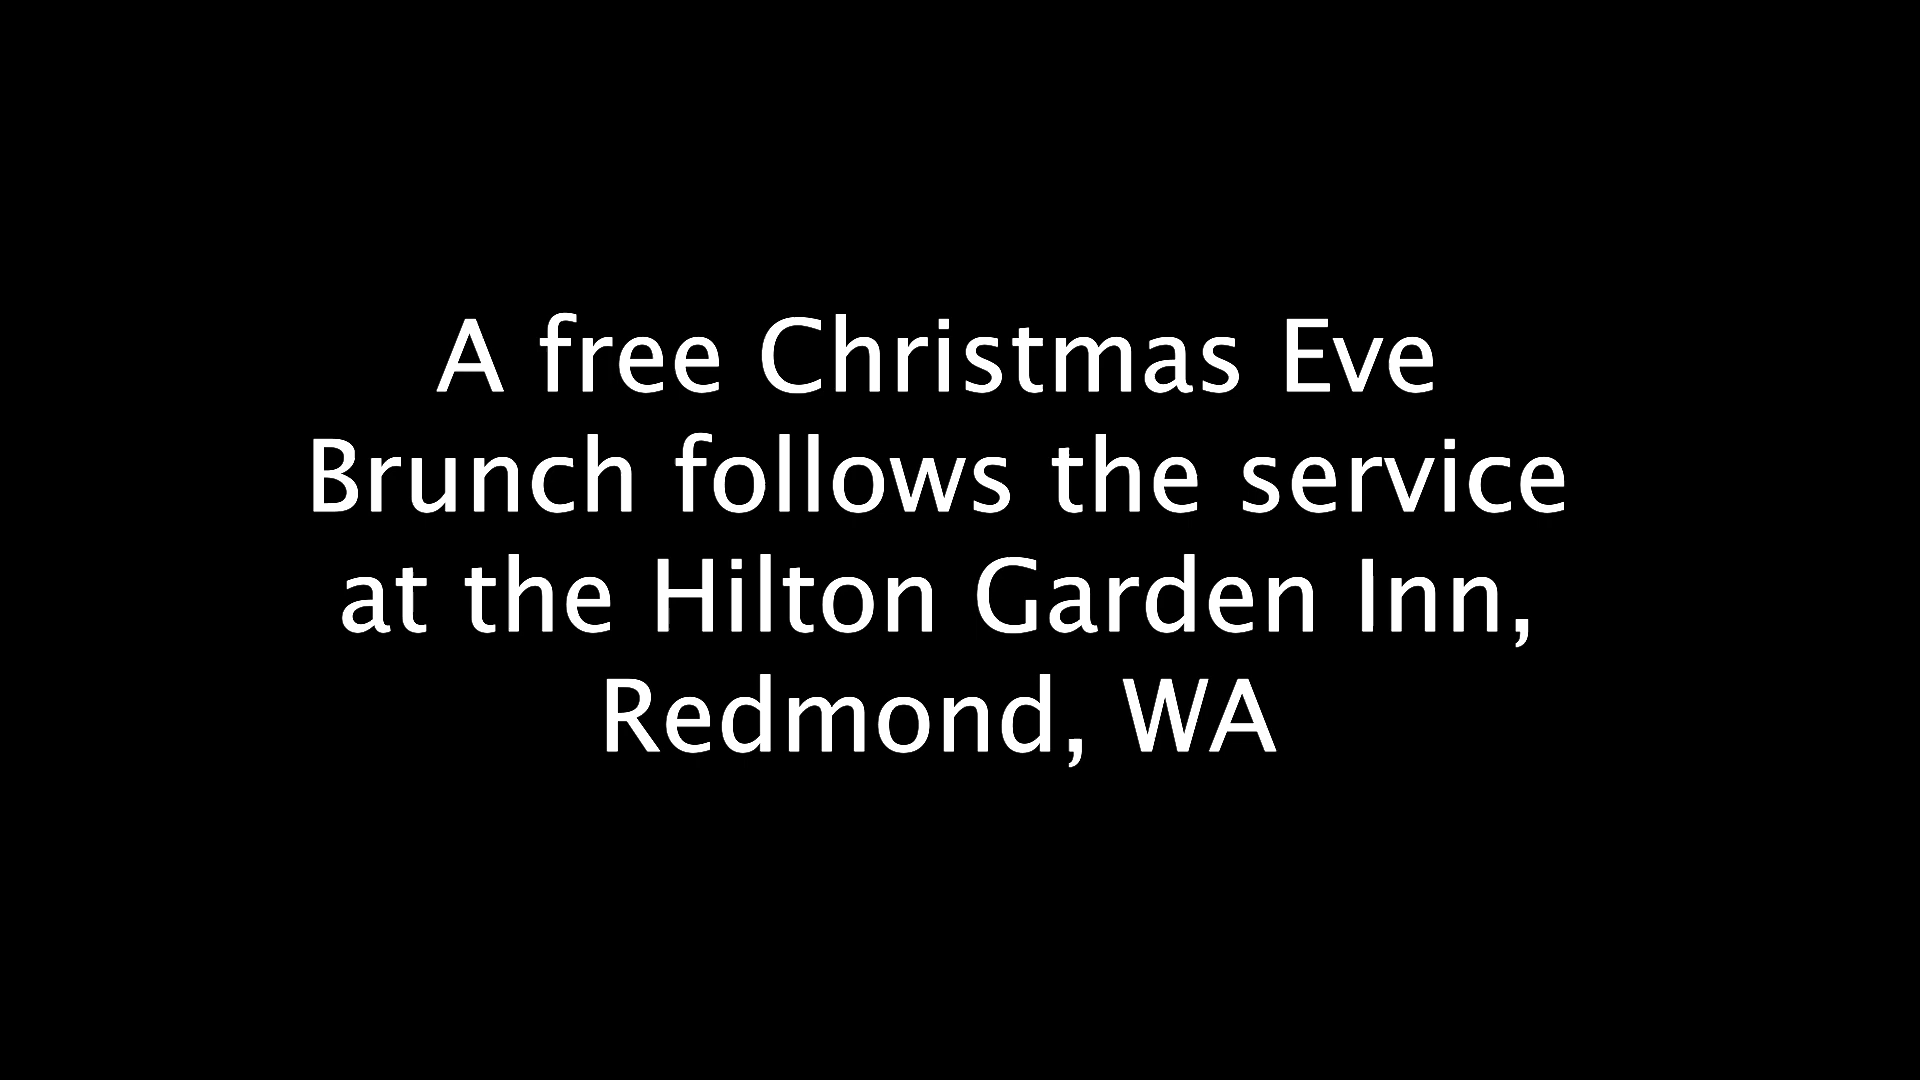 A free Christmas Eve
Brunch follows the service
at the Hilton Garden Inn,
Redmond, WA